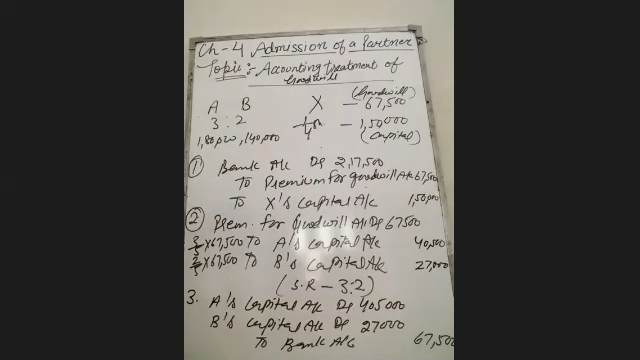 Ch-4 Admission of a Partner
Topic:- Accounting treatment of
Goodwill
A B X (Goodwill) - 67,500
3 : 2 - 1,50,000
1,80,000, 1,40,000 (Capital)
① Bank A/c Dr 2,17,500
To Premium for goodwill A/c 67,500
To X's Capital A/c 1,50,000
② Prem. for Goodwill A/c Dr 67500
3/5 X 67,500 To A's Capital A/c 40,500
2/5 X 67,500 To B's Capital A/c 27,000
(S.R - 3:2)
3. A's Capital A/c Dr 405000
B's Capital A/c Dr 27000
To Bank A/c 67,500